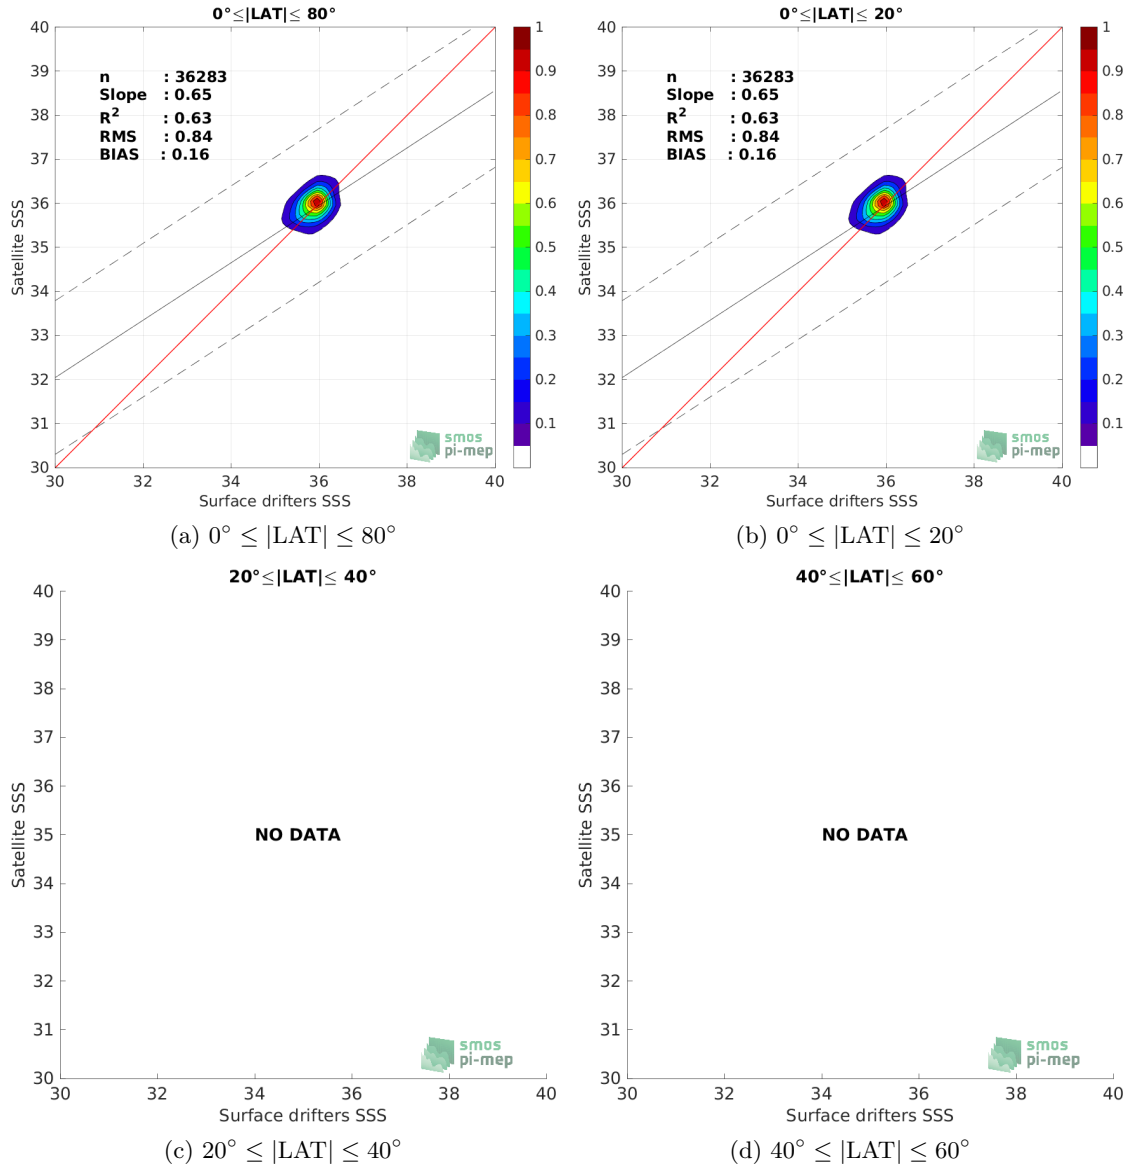 0°≤|LAT|≤ 80°
40
39
38
37
36
35
34
33
32
31
30
Satellite SSS
n : 36283
Slope : 0.65
R² : 0.63
RMS : 0.84
BIAS : 0.16
smos
pi-mep
30 32 34 36 38 40
Surface drifters SSS
1
0.9
0.8
0.7
0.6
0.5
0.4
0.3
0.2
0.1
(a) 0° ≤ |LAT| ≤ 80°
0°≤|LAT|≤ 20°
40
39
38
37
36
35
34
33
32
31
30
Satellite SSS
n : 36283
Slope : 0.65
R² : 0.63
RMS : 0.84
BIAS : 0.16
smos
pi-mep
30 32 34 36 38 40
Surface drifters SSS
1
0.9
0.8
0.7
0.6
0.5
0.4
0.3
0.2
0.1
(b) 0° ≤ |LAT| ≤ 20°
20°≤|LAT|≤ 40°
40
39
38
37
36
35
34
33
32
31
30
Satellite SSS
NO DATA
smos
pi-mep
30 32 34 36 38 40
Surface drifters SSS
(c) 20° ≤ |LAT| ≤ 40°
40°≤|LAT|≤ 60°
40
39
38
37
36
35
34
33
32
31
30
Satellite SSS
NO DATA
smos
pi-mep
30 32 34 36 38 40
Surface drifters SSS
(d) 40° ≤ |LAT| ≤ 60°